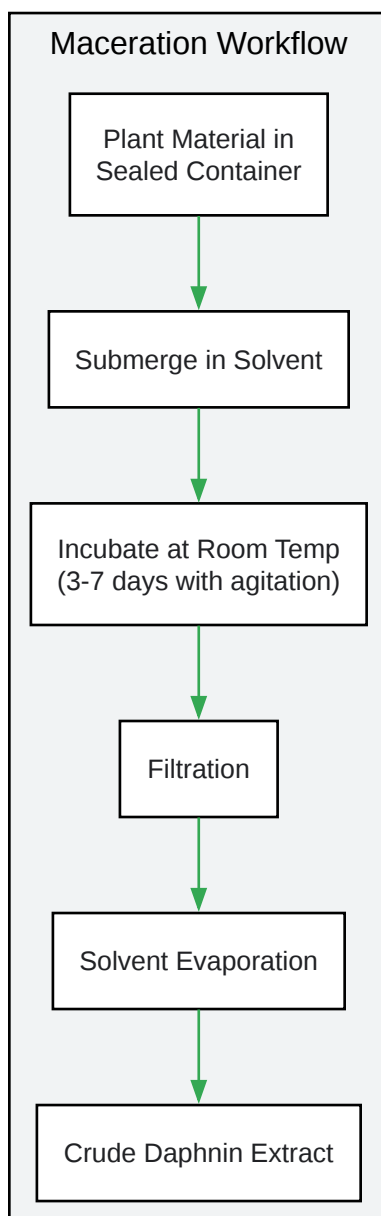 Maceration Workflow
Plant Material in
Sealed Container
Submerge in Solvent
Incubate at Room Temp
(3-7 days with agitation)
Filtration
Solvent Evaporation
Crude Daphnin Extract